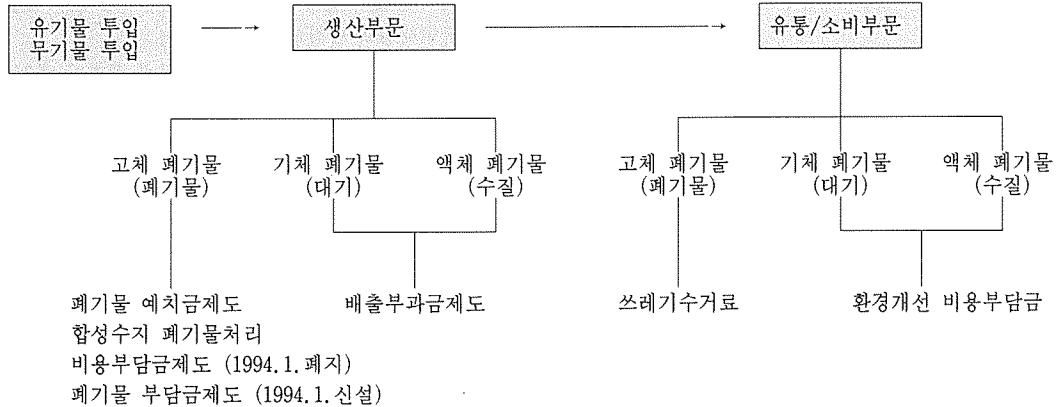 유기물 투입
무기물 투입
생산부문
유통/소비부문
고체 폐기물
(폐기물)
기체 폐기물
(대기)
액체 폐기물
(수질)
고체 폐기물
(폐기물)
기체 폐기물
(대기)
액체 폐기물
(수질)
폐기물 예치금제도
합성수지 폐기물처리
비용부담금제도 (1994.1.폐지)
폐기물 부담금제도 (1994.1.신설)
배출부과금제도
쓰레기수거료
환경개선 비용부담금